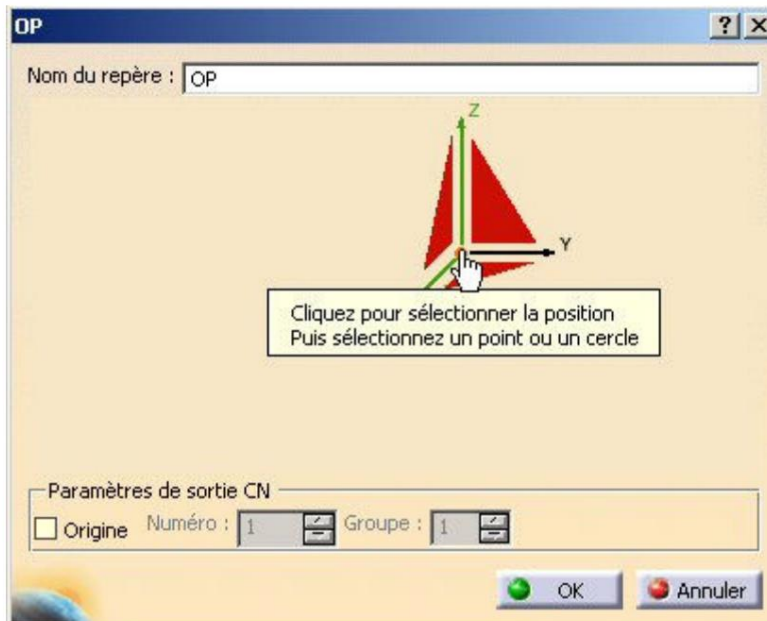 OP
Nom du repère : OP
Z
Y
Cliquez pour sélectionner la position
Puis sélectionnez un point ou un cercle
Paramètres de sortie CN
Origine Numéro : 1 Groupe : 1
OK Annuler